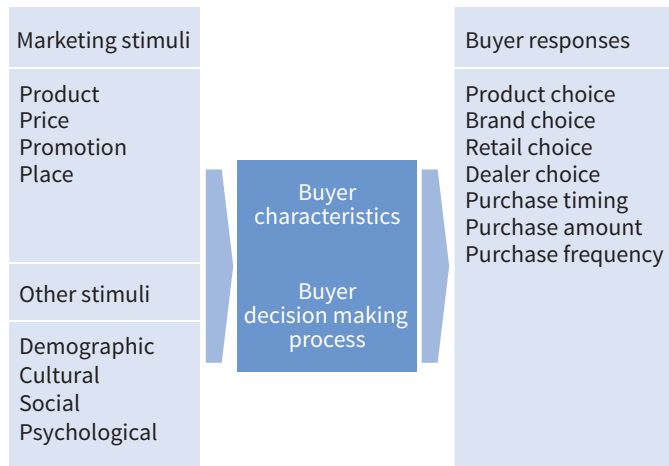 Marketing stimuli
Product
Price
Promotion
Place
Other stimuli
Demographic
Cultural
Social
Psychological
Buyer
characteristics
Buyer
decision making
process
Buyer responses
Product choice
Brand choice
Retail choice
Dealer choice
Purchase timing
Purchase amount
Purchase frequency